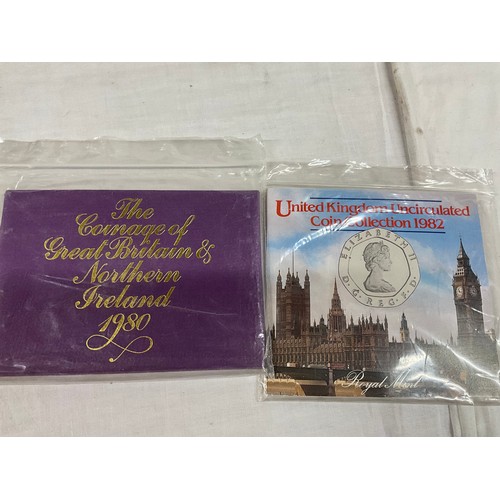 The
Coinage of
Great Britain &
Northern
Ireland
1980
United Kingdom Uncirculated
Coin Collection 1982
ELIZABETH II
D·G·REG·F·D·
Royal Mint